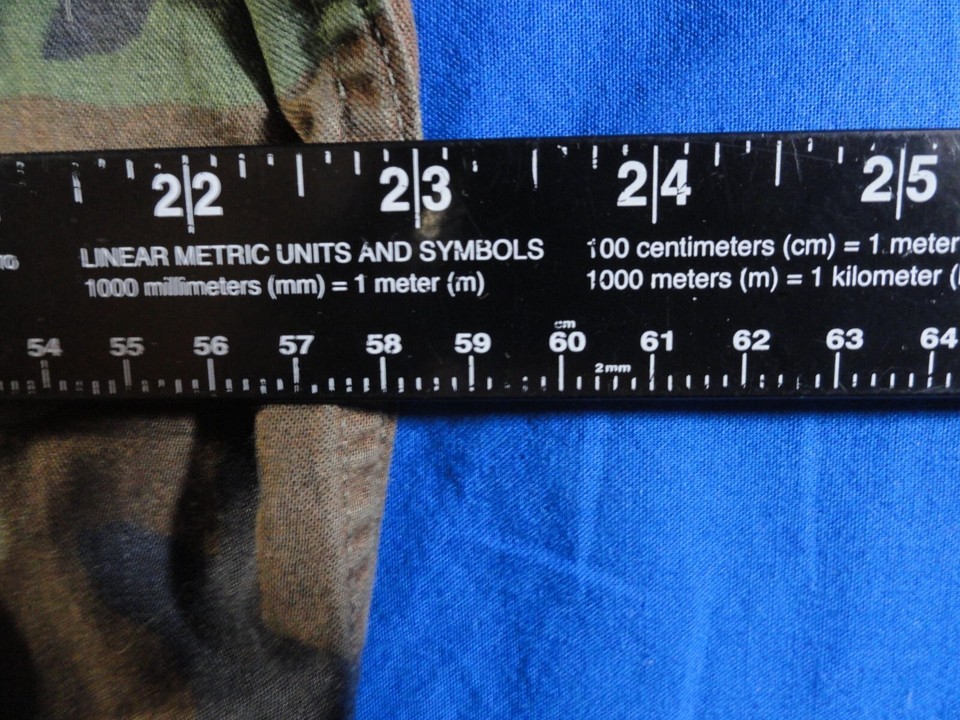 22 23 24 25
LINEAR METRIC UNITS AND SYMBOLS 100 centimeters (cm) = 1 meter
1000 millimeters (mm) = 1 meter (m) 1000 meters (m) = 1 kilometer (
cm
54 55 56 57 58 59 60 61 62 63 64
2mm